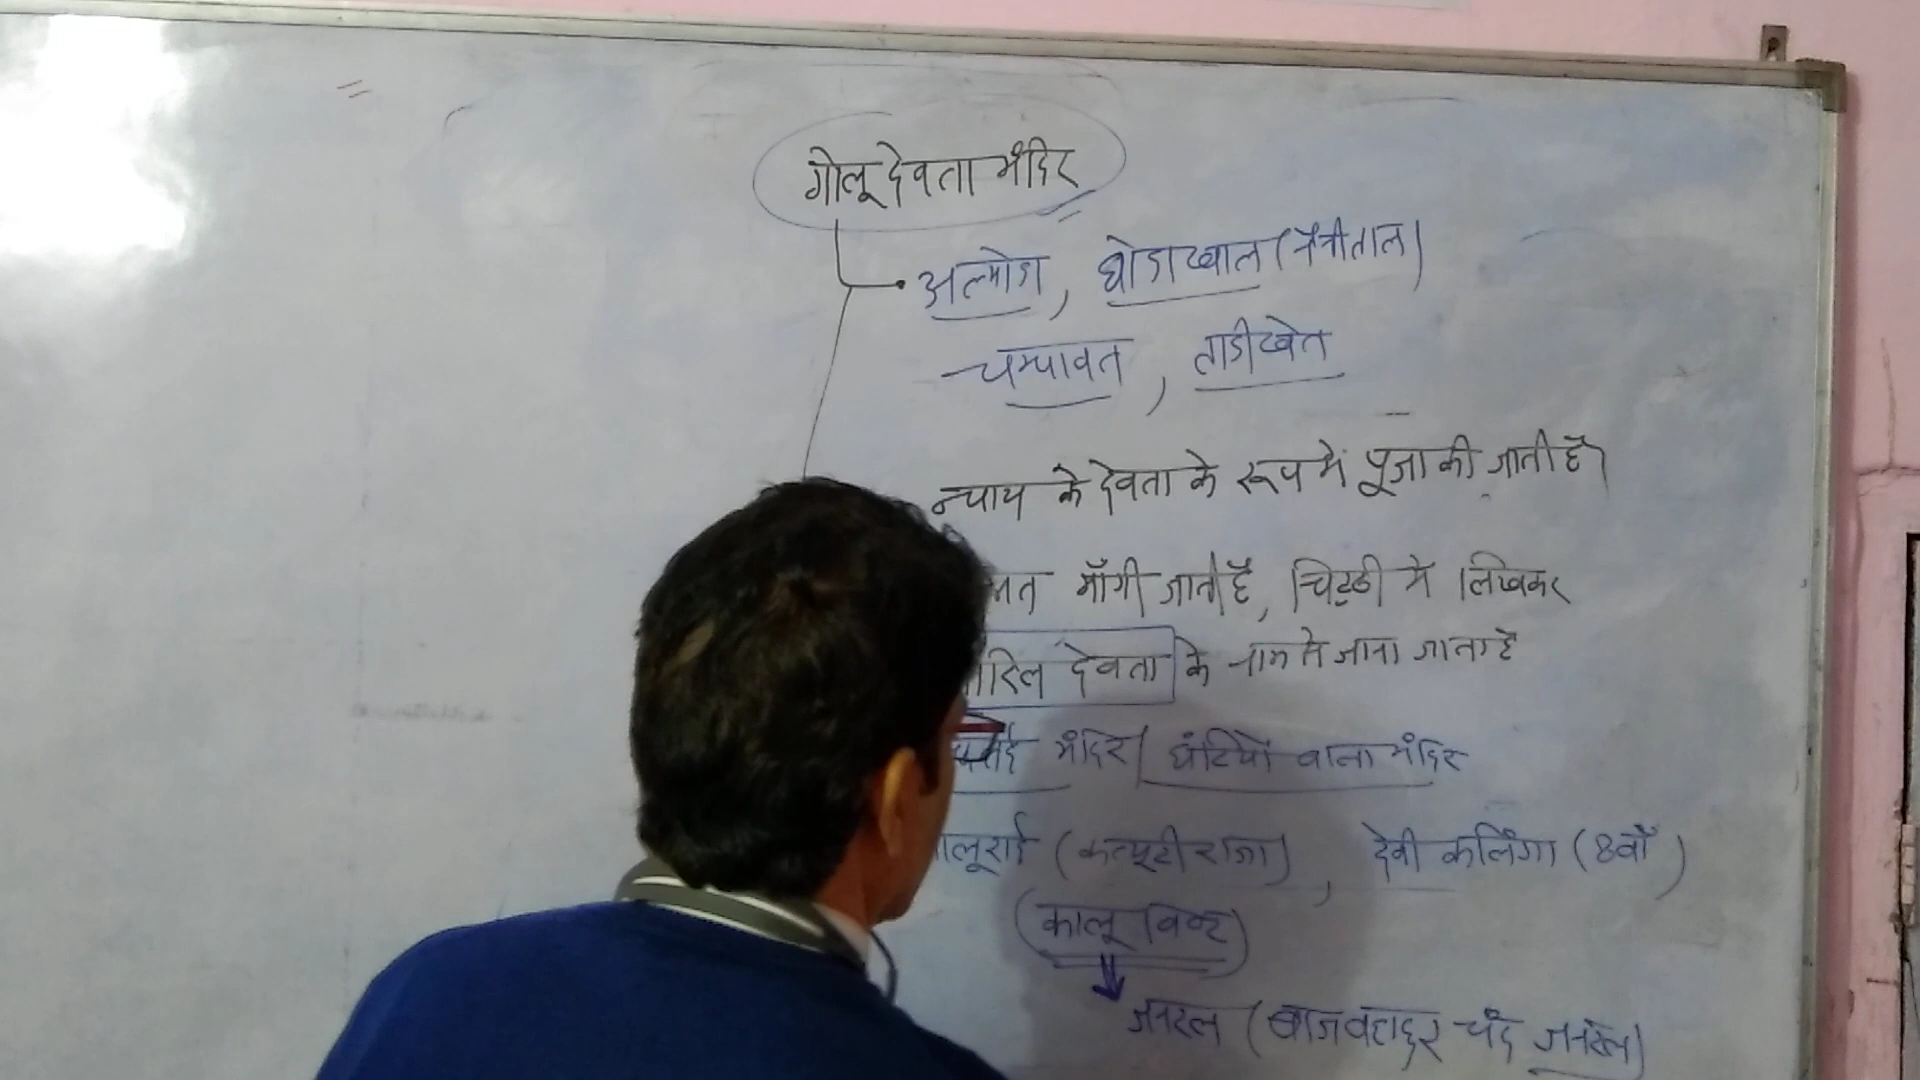 गोलू देवता मंदिर
अल्मोड़ा, घोडाखाल (नैनीताल)
चम्पावत, ताडीखेत
न्याय के देवता के रूप में पूजा की जाती है
माँगी जाती है, चिट्ठी में लिखकर
देवता के नाम से जाना जाता है
मंदिर / घंटियों वाला मंदिर
(कत्यूरी राजा), देवी कलिंगा (8वीं)
(कालू विष्ट)
जनरल (बाजबहादुर चंद जनरल)